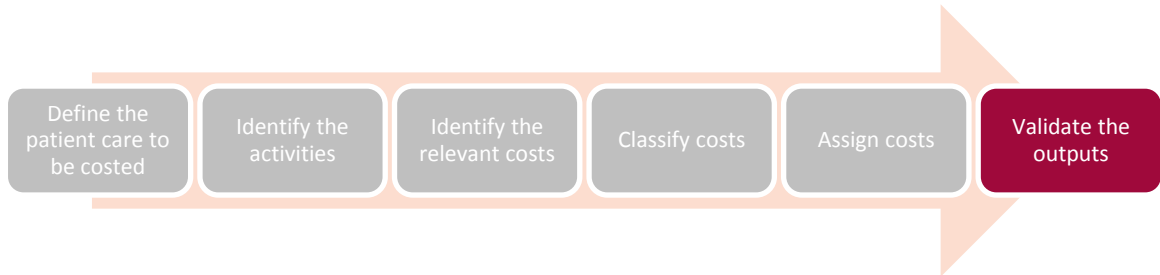 Define the
patient care to
be costed
Identify the
activities
Identify the
relevant costs
Classify costs
Assign costs
Validate the
outputs